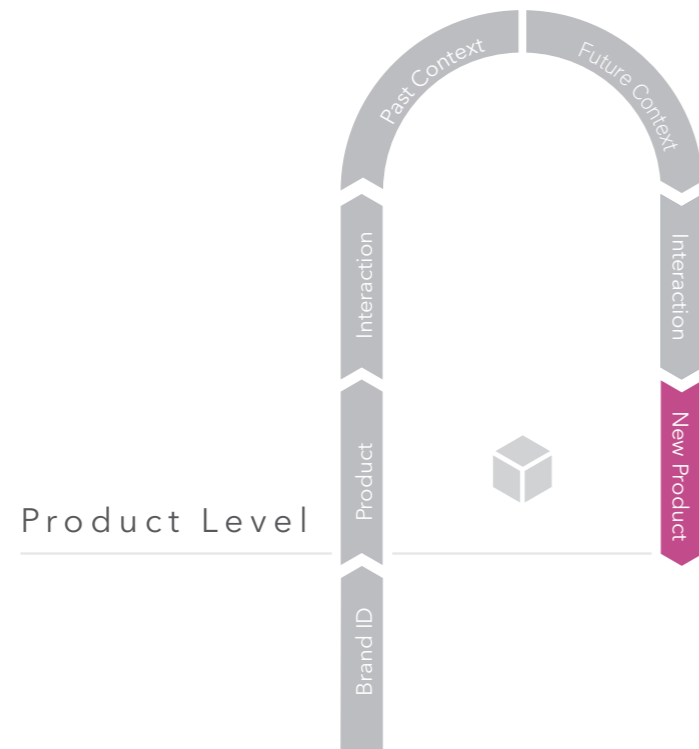 Past Context
Future Context
Interaction
Interaction
Product
New Product
Product Level
Brand ID